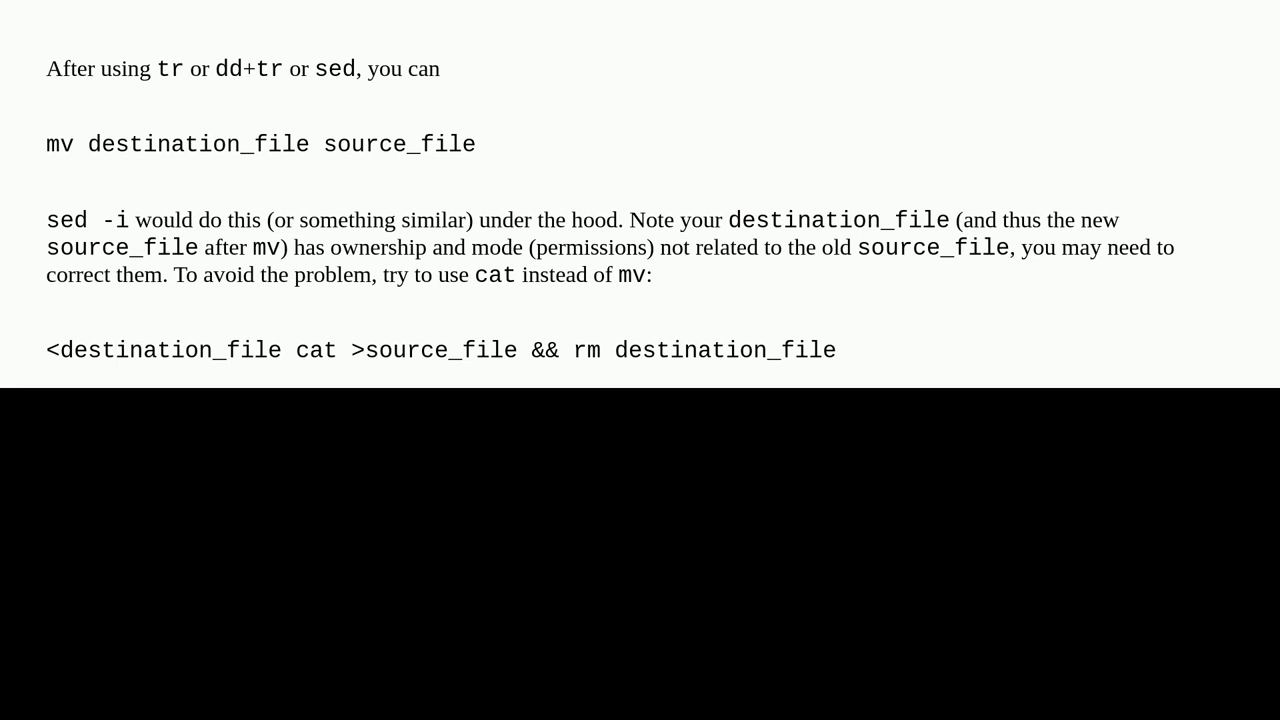 After using tr or dd+tr or sed, you can
mv destination_file source_file
sed -i would do this (or something similar) under the hood. Note your destination_file (and thus the new
source_file after mv) has ownership and mode (permissions) not related to the old source_file, you may need to
correct them. To avoid the problem, try to use cat instead of mv:
<destination_file cat >source_file && rm destination_file